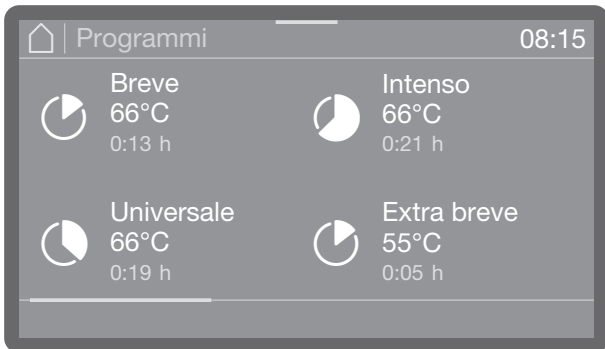 Programmi
08:15
Breve
66°C
0:13 h
Intenso
66°C
0:21 h
Universale
66°C
0:19 h
Extra breve
55°C
0:05 h